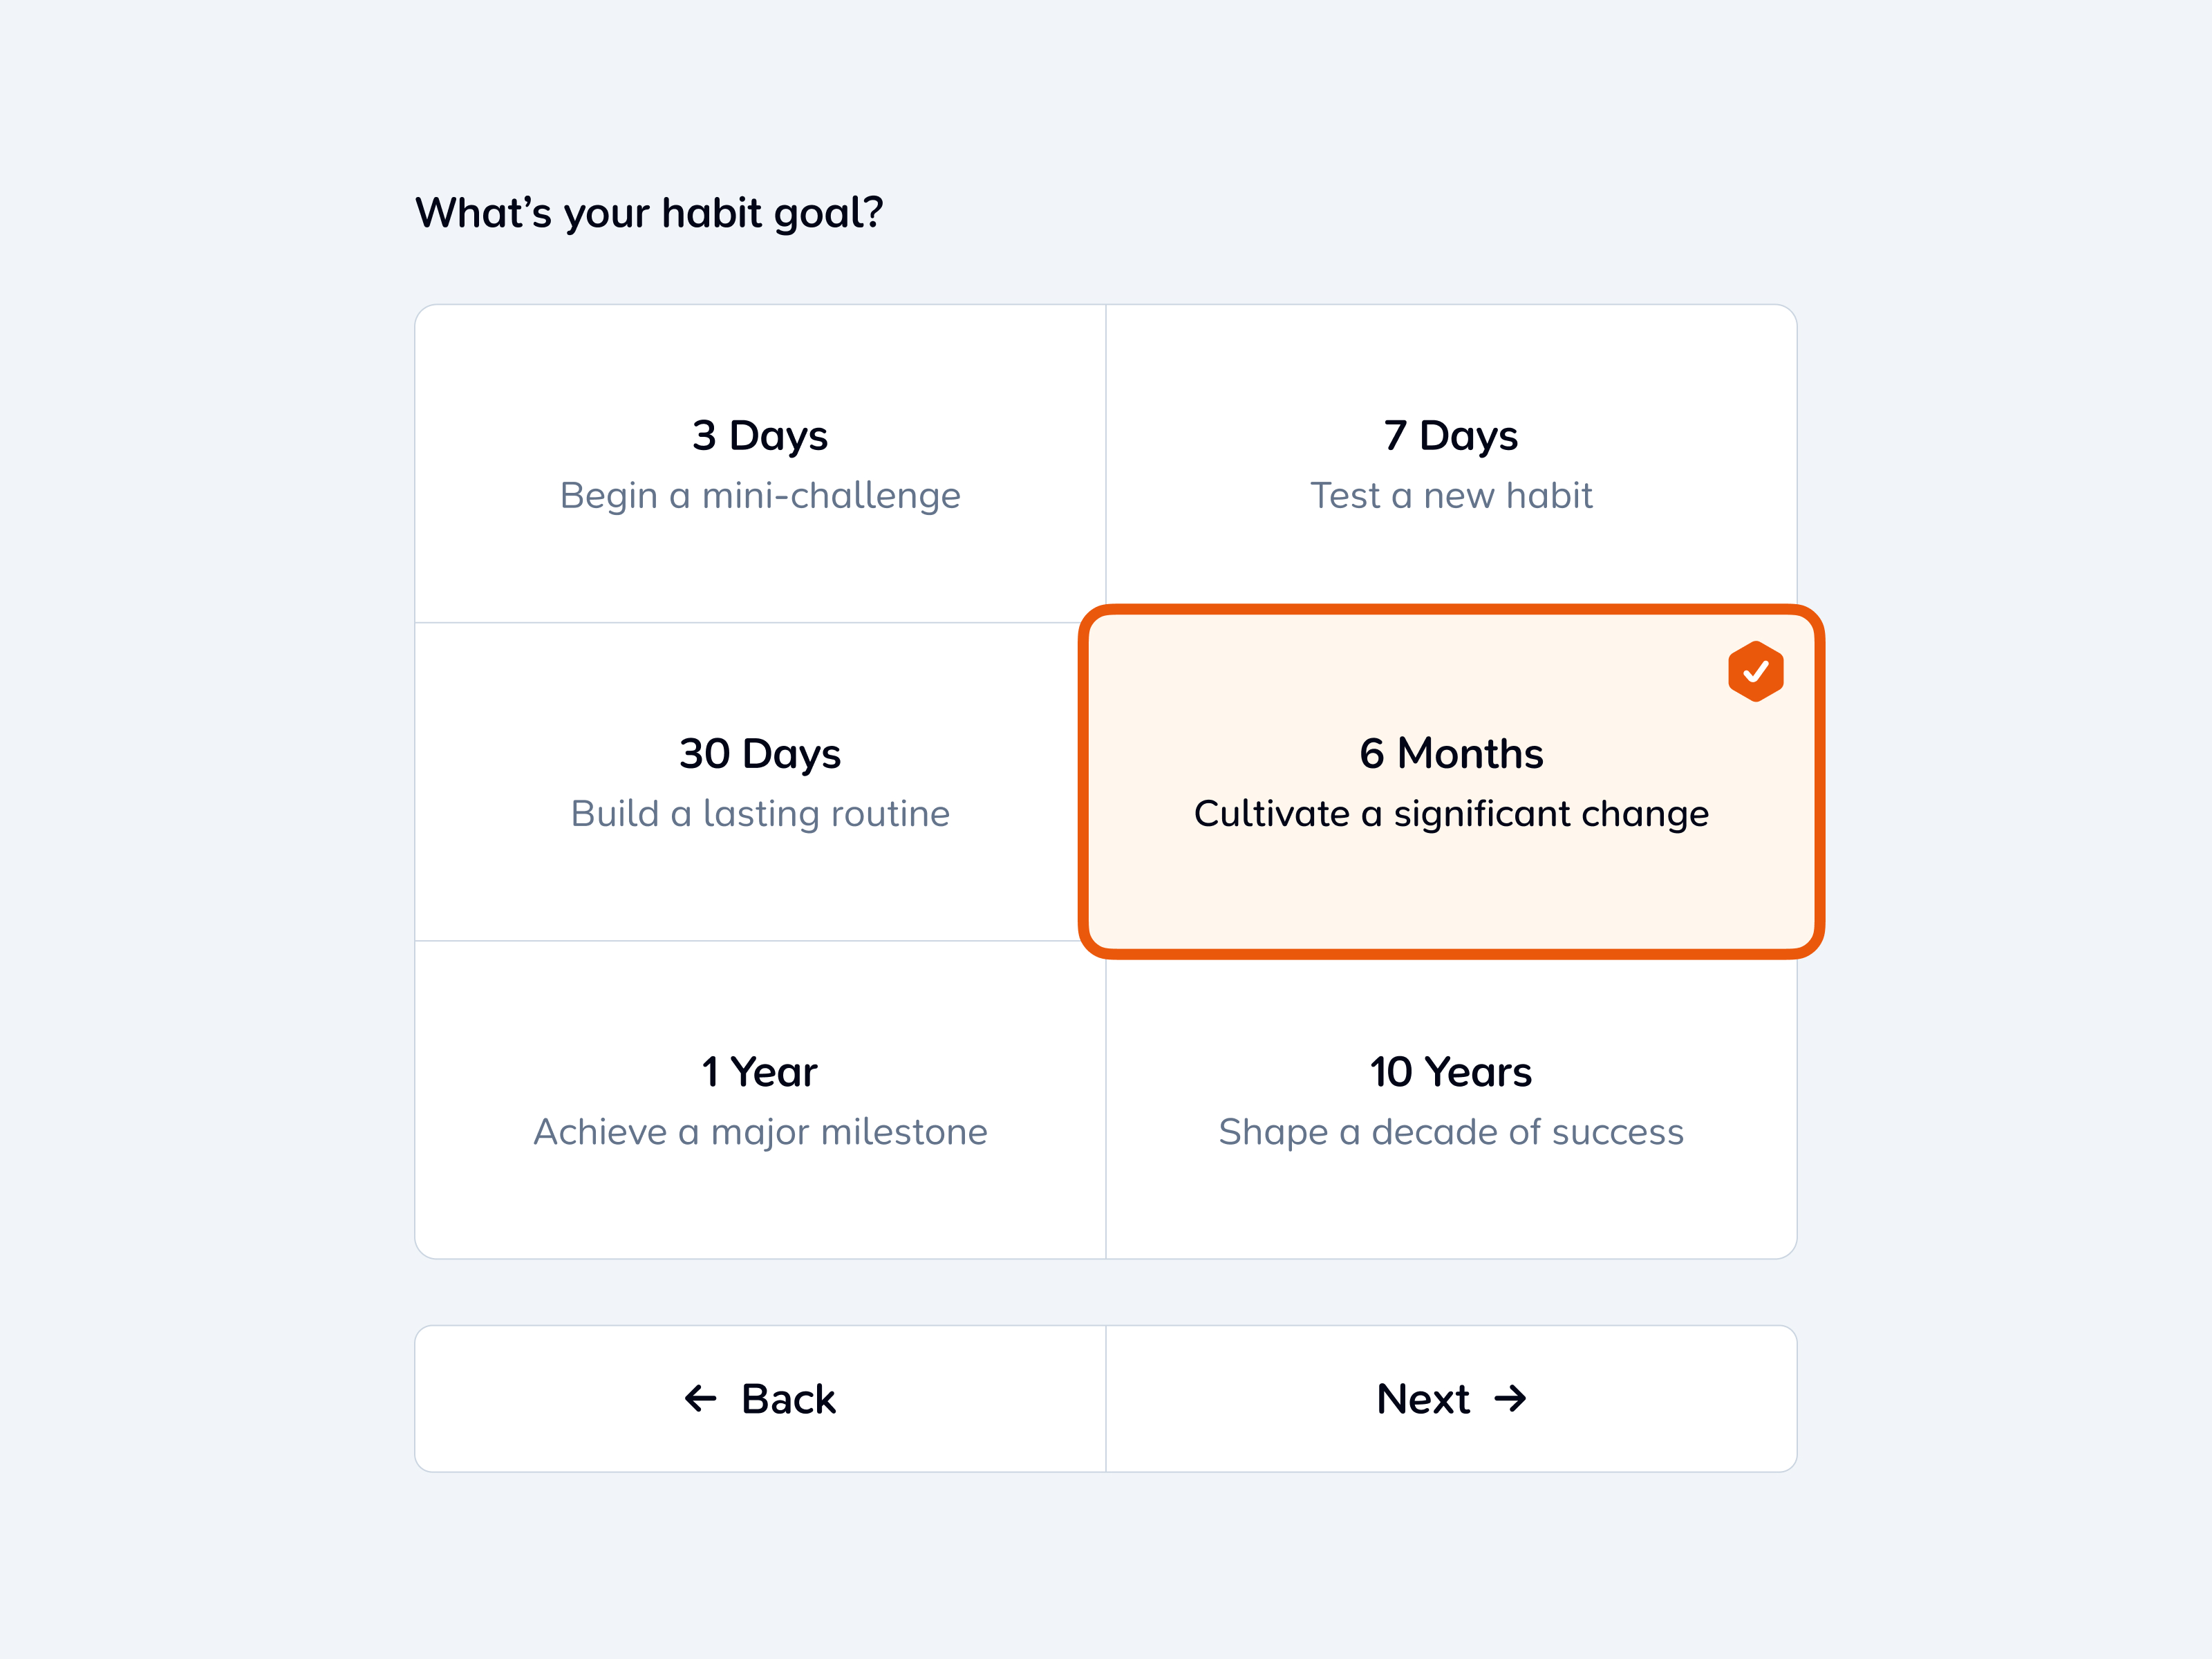 What’s your habit goal?
3 Days
Begin a mini-challenge
7 Days
Test a new habit
30 Days
Build a lasting routine
6 Months
Cultivate a significant change
1 Year
Achieve a major milestone
10 Years
Shape a decade of success
Back
Next